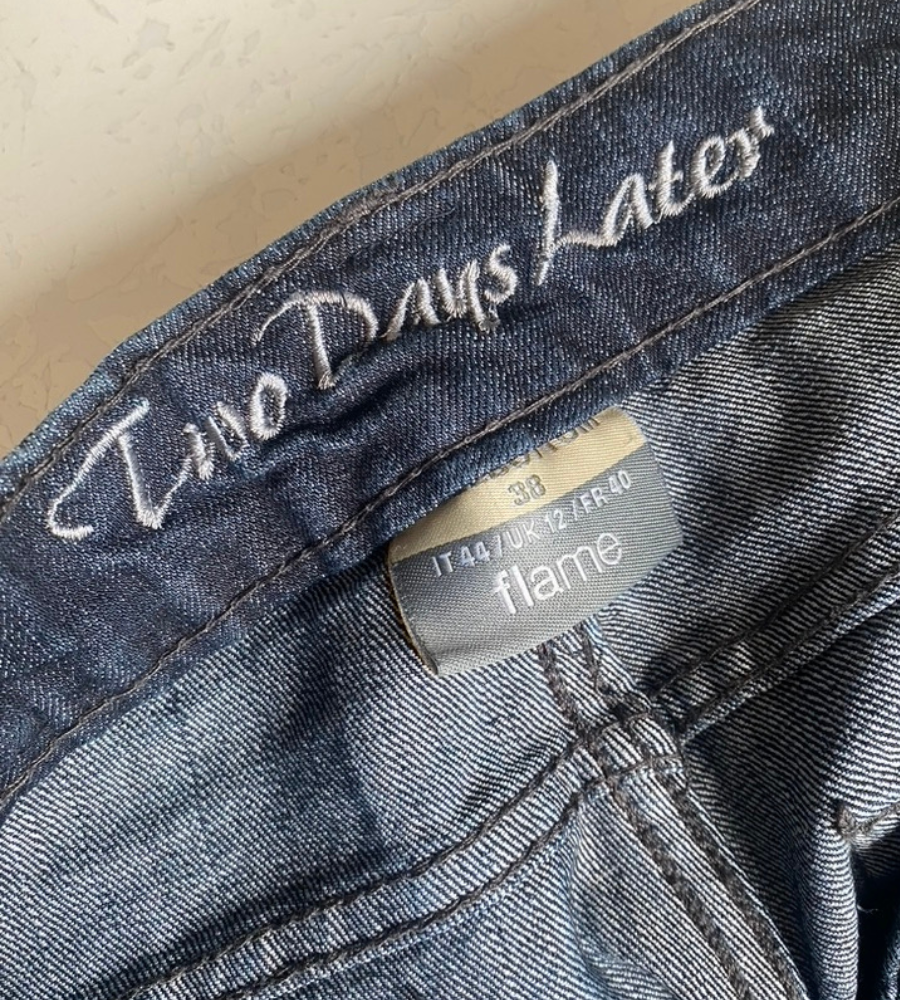 Two Days Later
38
IT 44 / UK 12 / FR 40
flame